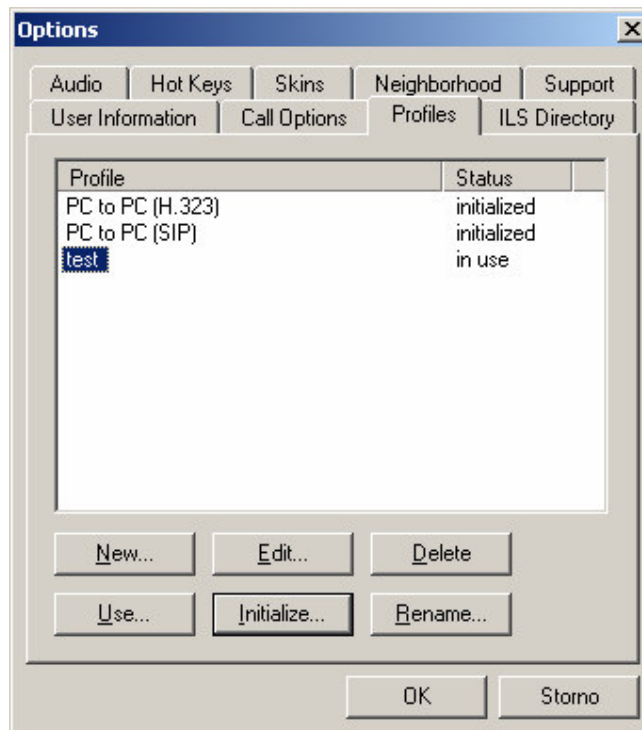 Options
Audio Hot Keys Skins Neighborhood Support
User Information Call Options Profiles ILS Directory
Profile Status
PC to PC (H.323) initialized
PC to PC (SIP) initialized
test in use
New... Edit... Delete
Use... Initialize... Rename...
OK Storno